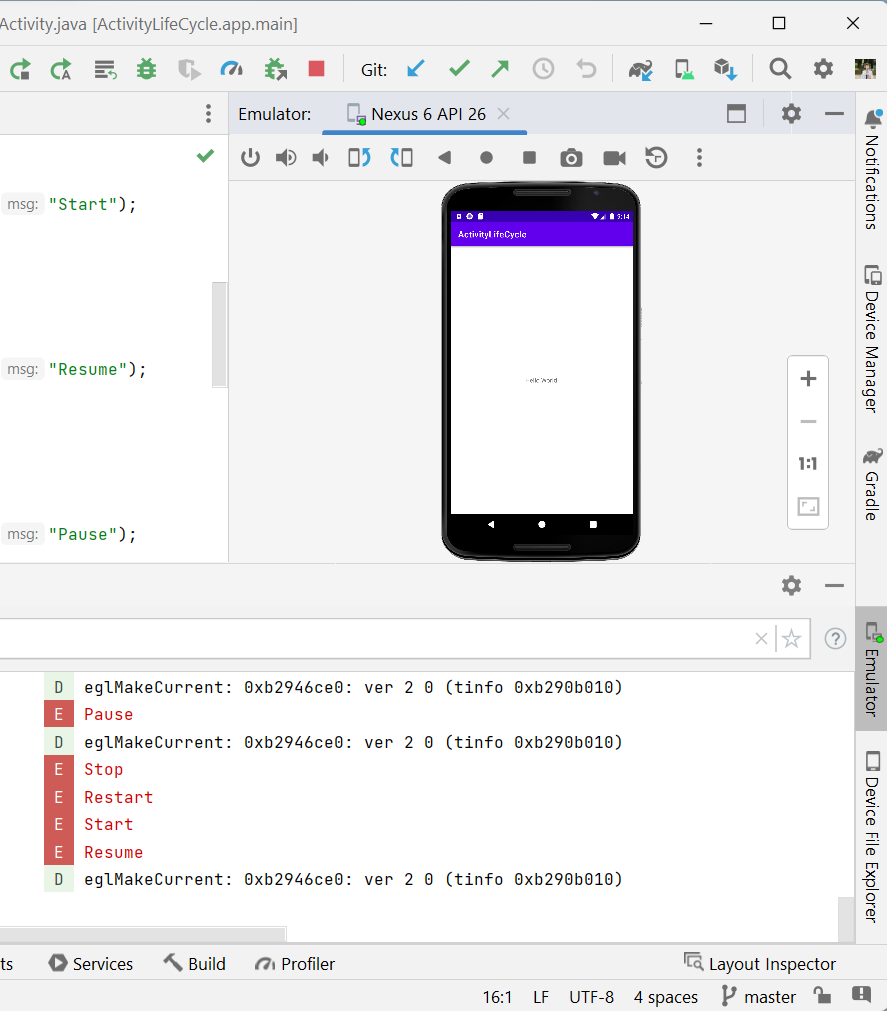 Activity.java [ActivityLifeCycle.app.main]
Git:
Emulator: Nexus 6 API 26
msg: "Start");
msg: "Resume");
msg: "Pause");
9:14
ActivityLifeCycle
Hello World!
1:1
Notifications
Device Manager
Gradle
Emulator
Device File Explorer
D eglMakeCurrent: 0xb2946ce0: ver 2 0 (tinfo 0xb290b010)
E Pause
D eglMakeCurrent: 0xb2946ce0: ver 2 0 (tinfo 0xb290b010)
E Stop
E Restart
E Start
E Resume
D eglMakeCurrent: 0xb2946ce0: ver 2 0 (tinfo 0xb290b010)
ts Services Build Profiler Layout Inspector
16:1 LF UTF-8 4 spaces master